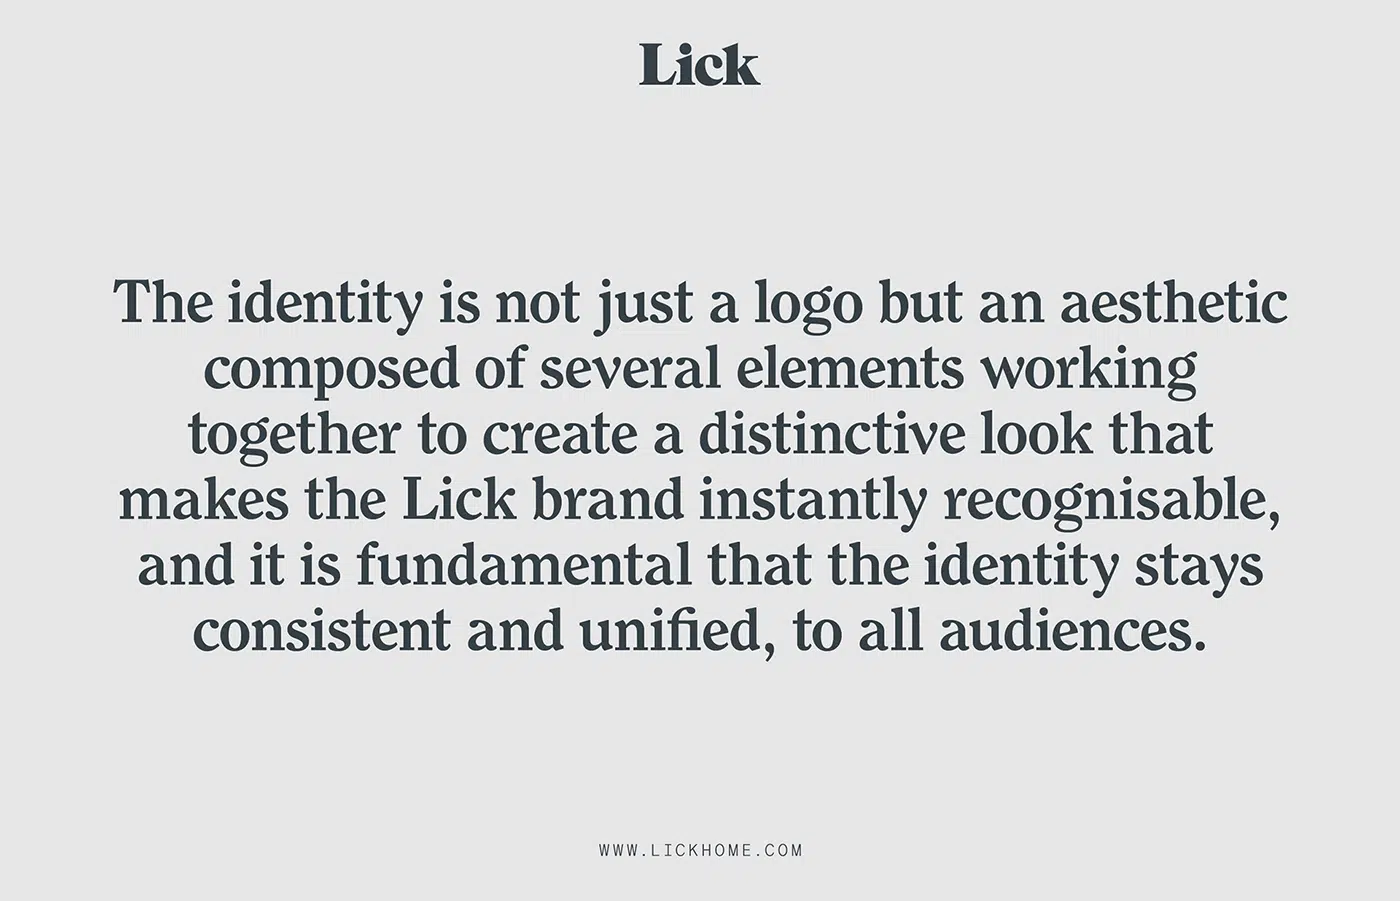 Lick
The identity is not just a logo but an aesthetic
composed of several elements working
together to create a distinctive look that
makes the Lick brand instantly recognisable,
and it is fundamental that the identity stays
consistent and unified, to all audiences.
WWW.LICKHOME.COM